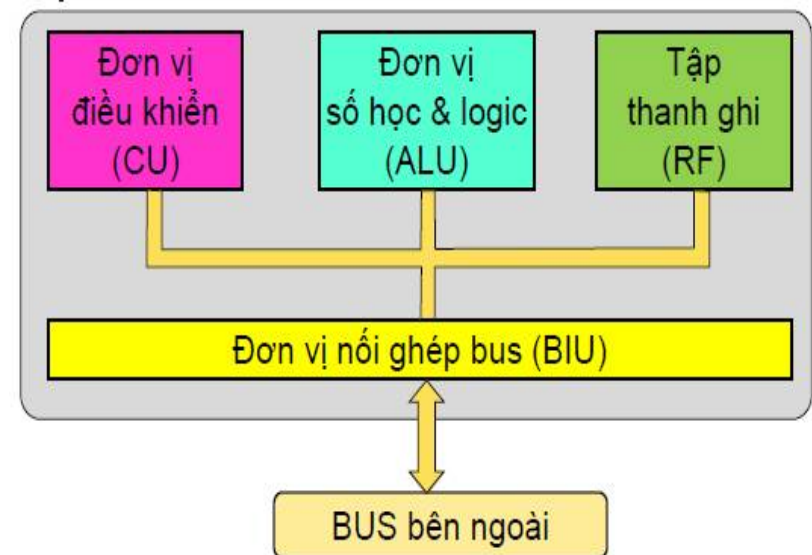 Đơn vị
điều khiển
(CU)
Đơn vị
số học & logic
(ALU)
Tập
thanh ghi
(RF)
Đơn vị nối ghép bus (BIU)
BUS bên ngoài